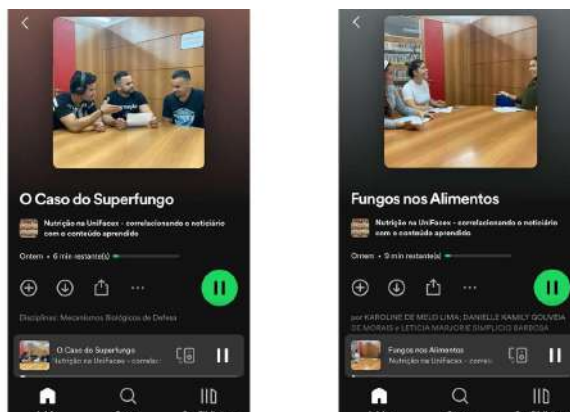 O Caso do Superfungo
Nutrição na UniFacex - correlacionando o noticiário
com o conteúdo aprendido
Ontem • 6 min restante(s)
Disciplinas: Mecanismos Biológicos de Defesa
O Caso do Superfungo
Nutrição na UniFacex - correlac
Fungos nos Alimentos
Nutrição na UniFacex - correlacionando o noticiário
com o conteúdo aprendido
Ontem • 9 min restante(s)
por KAROLINE DE MELO LIMA; DANIELLE KAMILY GOUVEIA
DE MORAIS e LETICIA MARJORIE SIMPLICIO BARBOSA
Fungos nos Alimentos
Nutrição na UniFacex - correl